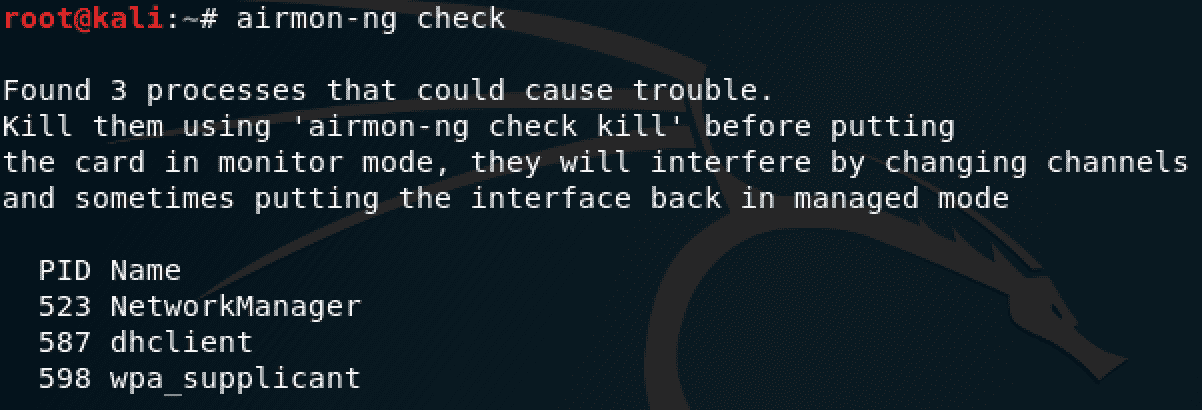 root@kali:~# airmon-ng check
Found 3 processes that could cause trouble.
Kill them using 'airmon-ng check kill' before putting
the card in monitor mode, they will interfere by changing channels
and sometimes putting the interface back in managed mode
PID Name
523 NetworkManager
587 dhclient
598 wpa_supplicant